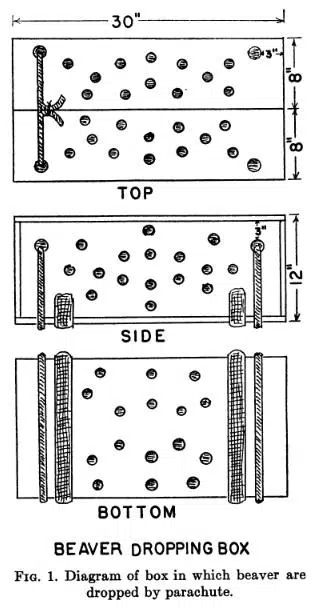 30"
3"
8"
8"
TOP
3"
12"
SIDE
BOTTOM
BEAVER DROPPING BOX
FIG. 1. Diagram of box in which beaver are
dropped by parachute.